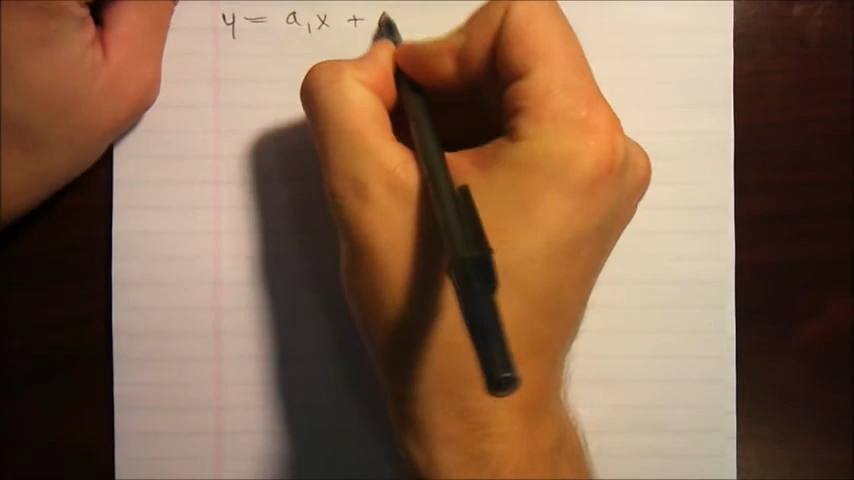 y = a₁x +